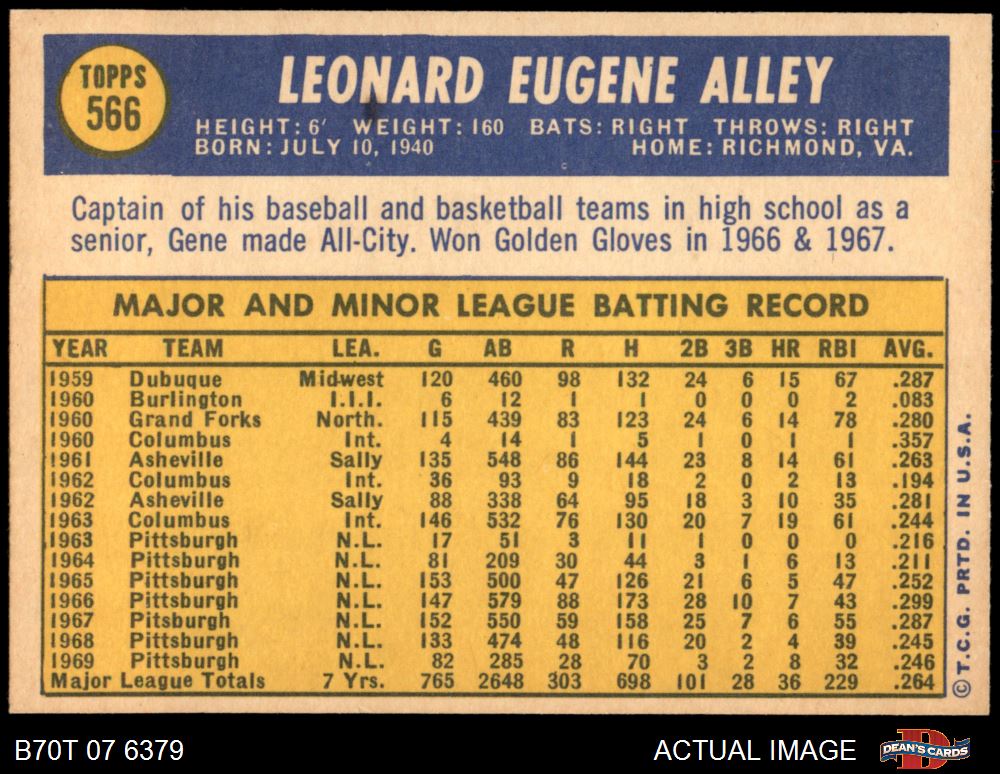 TOPPS
566
LEONARD EUGENE ALLEY
HEIGHT: 6' WEIGHT: 160 BATS: RIGHT THROWS: RIGHT
BORN: JULY 10, 1940 HOME: RICHMOND, VA.
Captain of his baseball and basketball teams in high school as a
senior, Gene made All-City. Won Golden Gloves in 1966 & 1967.
MAJOR AND MINOR LEAGUE BATTING RECORD
YEAR TEAM LEA. G AB R H 2B 3B HR RBI AVG.
1959 Dubuque Midwest 120 460 98 132 24 6 15 67 .287
1960 Burlington I.I.I. 6 12 1 1 0 0 0 2 .083
1960 Grand Forks North. 115 439 83 123 24 6 14 78 .280
1960 Columbus Int. 4 14 1 5 1 0 1 1 .357
1961 Asheville Sally 135 548 86 144 23 8 14 61 .263
1962 Columbus Int. 36 93 9 18 2 0 2 13 .194
1962 Asheville Sally 88 338 64 95 18 3 10 35 .281
1963 Columbus Int. 146 532 76 130 20 7 19 61 .244
1963 Pittsburgh N.L. 17 51 3 11 1 0 0 0 .216
1964 Pittsburgh N.L. 81 209 30 44 3 1 6 13 .211
1965 Pittsburgh N.L. 153 500 47 126 21 6 5 47 .252
1966 Pittsburgh N.L. 147 579 88 173 28 10 7 43 .299
1967 Pitsburgh N.L. 152 550 59 158 25 7 6 55 .287
1968 Pittsburgh N.L. 133 474 48 116 20 2 4 39 .245
1969 Pittsburgh N.L. 82 285 28 70 3 2 8 32 .246
Major League Totals 7 Yrs. 765 2648 303 698 101 28 36 229 .264
© T.C.G. PRTD. IN U.S.A.
B70T 07 6379 ACTUAL IMAGE
DEAN'S CARDS